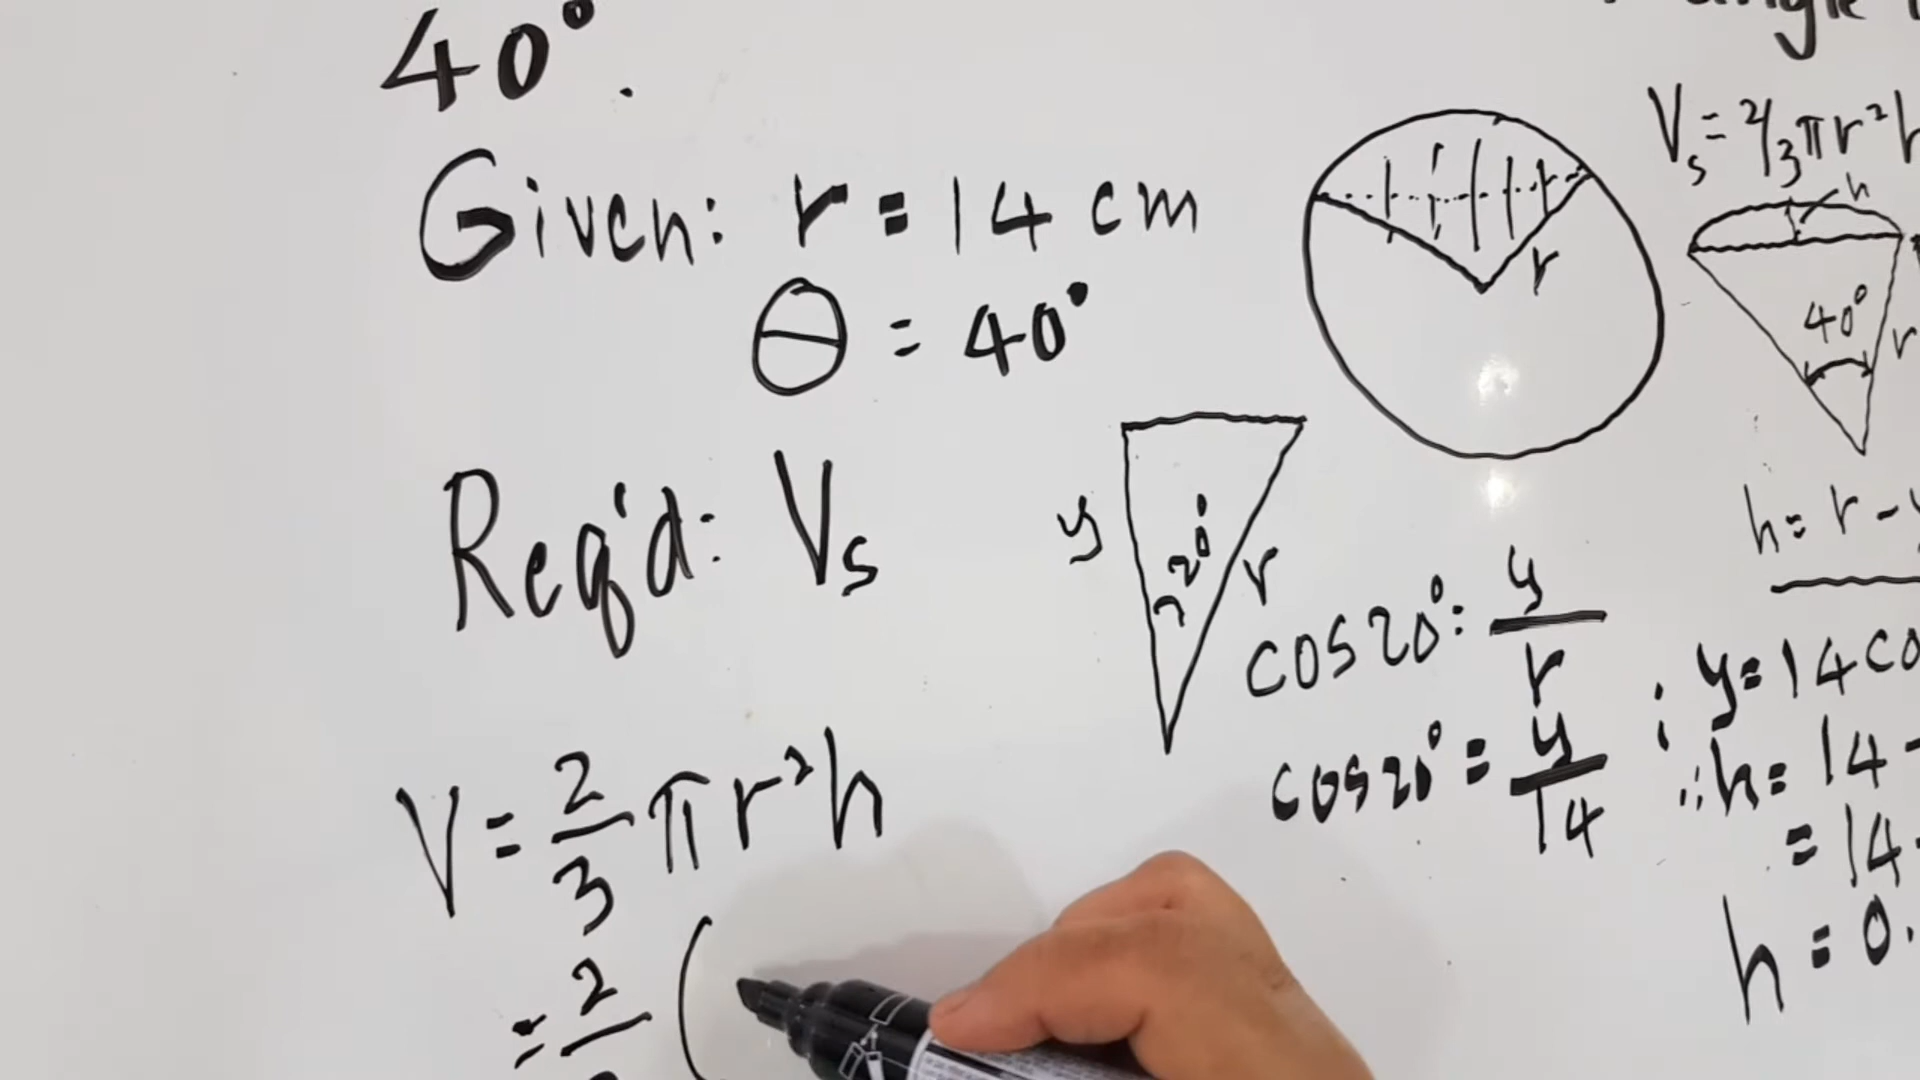 40°.
Given: r = 14 cm
θ = 40°
Req'd: Vs
V = 2/3 πr²h
= 2/ (
r
angle
Vs = 2/3 πr²h
h
40°
r
y
20°
r
h = r - y
cos 20° = y/r
y = 14 co
cos 20° = y/14
∴ h = 14 -
= 14 -
h = 0.